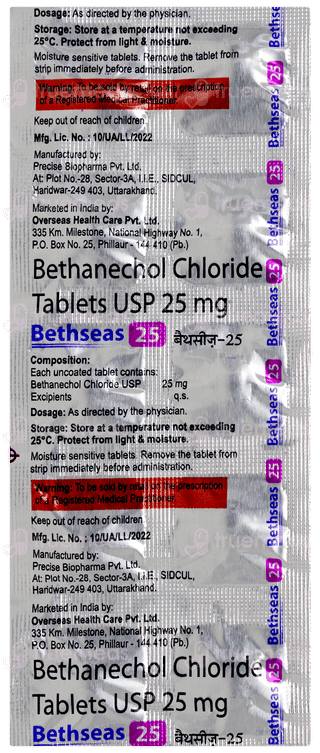 Dosage: As directed by the physician.
Storage: Store at a temperature not exceeding
25°C. Protect from light & moisture.
Moisture sensitive tablets. Remove the tablet from
strip immediately before administration.
Warning: To be sold by retail on the prescription
of a Registered Medical Practitioner.
Keep out of reach of children
Mfg. Lic. No. : 10/UA/LL/2022
Manufactured by:
Precise Biopharma Pvt. Ltd.
At: Plot No.-28, Sector-3A, I.I.E., SIDCUL,
Haridwar-249 403, Uttarakhand.
Marketed in India by:
Overseas Health Care Pvt. Ltd.
335 Km. Milestone, National Highway No. 1,
P.O. Box No. 25, Phillaur - 144 410 (Pb.)
Bethanechol Chloride
Tablets USP 25 mg
Bethseas 25 बैथसीज़-25
Composition:
Each uncoated tablet contains:
Bethanechol Chloride USP 25 mg
Excipients q.s.
Dosage: As directed by the physician.
Storage: Store at a temperature not exceeding
25°C. Protect from light & moisture.
Moisture sensitive tablets. Remove the tablet from
strip immediately before administration.
Warning: To be sold by retail on the prescription
of a Registered Medical Practitioner.
Keep out of reach of children
Mfg. Lic. No. : 10/UA/LL/2022
Manufactured by:
Precise Biopharma Pvt. Ltd.
At: Plot No.-28, Sector-3A, I.I.E., SIDCUL,
Haridwar-249 403, Uttarakhand.
Marketed in India by:
Overseas Health Care Pvt. Ltd.
335 Km. Milestone, National Highway No. 1,
P.O. Box No. 25, Phillaur - 144 410 (Pb.)
Bethanechol Chloride
Tablets USP 25 mg
Bethseas 25 बैथसीज़-25
Bethseas 25
Bethseas 25
Bethseas 25
Bethseas 25
Bethseas 25
Bethseas 25
Bethseas 25